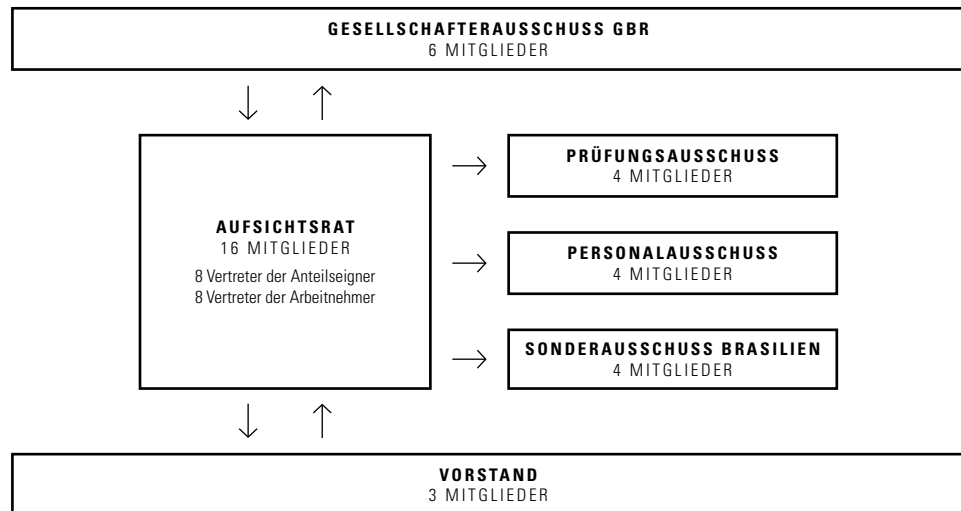 GESELLSCHAFTERAUSSCHUSS GBR
6 MITGLIEDER
AUFSICHTSRAT
16 MITGLIEDER
8 Vertreter der Anteilseigner
8 Vertreter der Arbeitnehmer
PRÜFUNGSAUSSCHUSS
4 MITGLIEDER
PERSONALAUSSCHUSS
4 MITGLIEDER
SONDERAUSSCHUSS BRASILIEN
4 MITGLIEDER
VORSTAND
3 MITGLIEDER